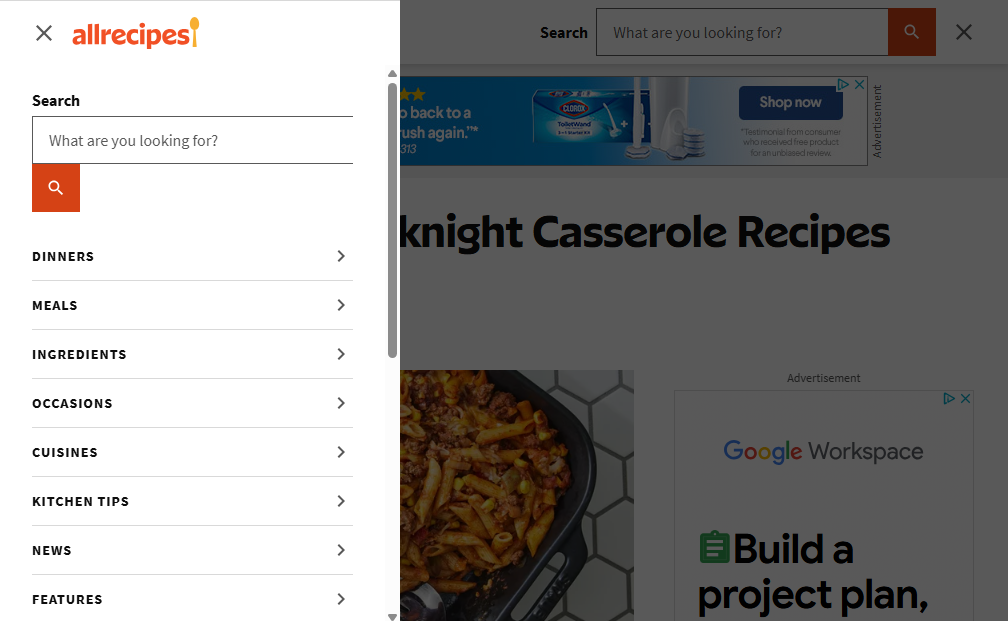 allrecipes
Search
What are you looking for?
DINNERS
MEALS
INGREDIENTS
OCCASIONS
CUISINES
KITCHEN TIPS
NEWS
FEATURES
Search
What are you looking for?
back to a
rush again.™*
313
CLOROX
ToiletWand
Shop now
*Testimonial from consumer
who received free product
for an unbiased review.
Advertisement
knight Casserole Recipes
Advertisement
Google Workspace
Build a
project plan,